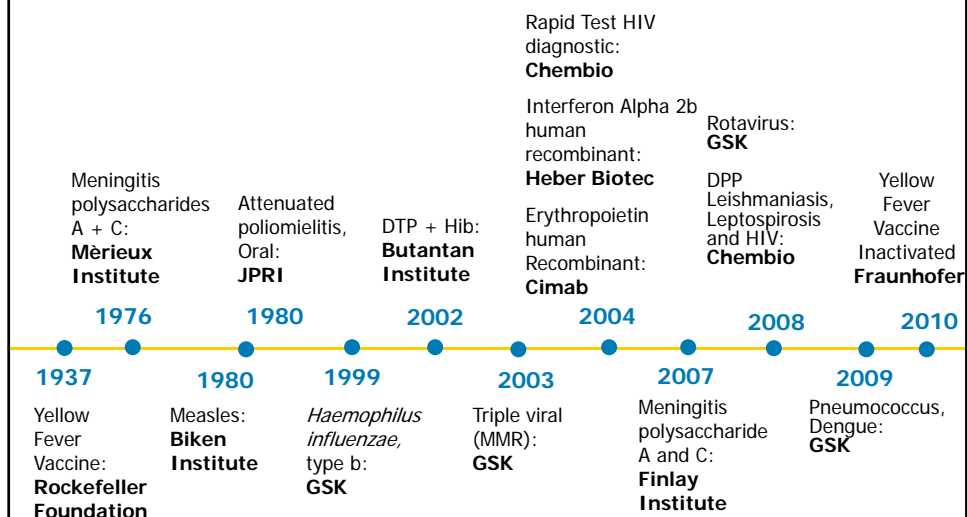 Rapid Test HIV
diagnostic:
Chembio
Interferon Alpha 2b
human
recombinant:
Heber Biotec
Erythropoietin
human
Recombinant:
Cimab
Rotavirus:
GSK
DPP
Leishmaniasis,
Leptospirosis
and HIV:
Chembio
Meningitis
polysaccharides
A + C:
Mèrieux
Institute
Attenuated
poliomielitis,
Oral:
JPRI
DTP + Hib:
Butantan
Institute
Yellow
Fever
Vaccine
Inactivated
Fraunhofer
1976
1980
2002
2004
2008
2010
1937
1980
1999
2003
2007
2009
Yellow
Fever
Vaccine:
Rockefeller
Foundation
Measles:
Biken
Institute
Haemophilus
influenzae,
type b:
GSK
Triple viral
(MMR):
GSK
Meningitis
polysaccharide
A and C:
Finlay
Institute
Pneumococcus,
Dengue:
GSK